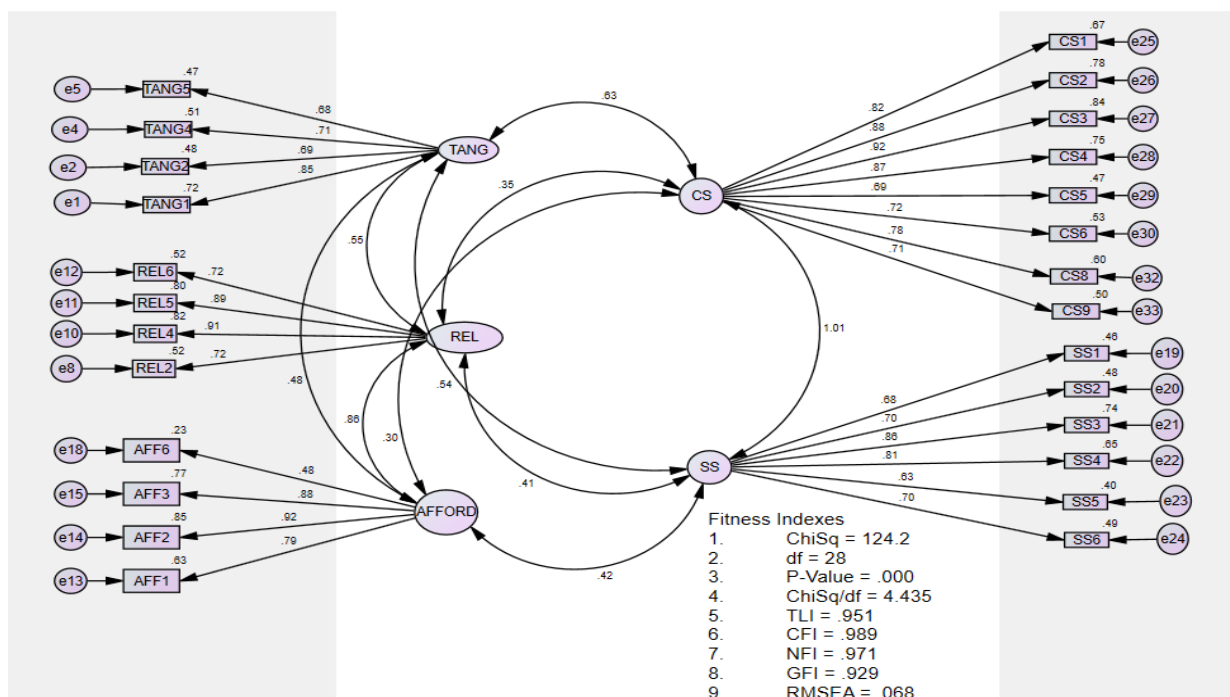 .47
e5 TANG5
.68
.51
e4 TANG4
.71
.48
e2 TANG2
.69
.72
e1 TANG1
.85
TANG
.63
.67
CS1 e25
.82
.78
CS2 e26
.88
.84
CS3 e27
.92
.75
CS4 e28
.87
.47
CS5 e29
.69
.53
CS6 e30
.72
.60
CS8 e32
.78
.50
CS9 e33
.71
CS
.35
.55
.52
e12 REL6
.72
.80
e11 REL5
.89
.82
e10 REL4
.91
.52
e8 REL2
.72
REL
1.01
.48
.54
.86
.30
.41
.42
.23
e18 AFF6
.48
.77
e15 AFF3
.88
.85
e14 AFF2
.92
.63
e13 AFF1
.79
AFFORD
.46
SS1 e19
.68
.48
SS2 e20
.70
.74
SS3 e21
.86
.65
SS4 e22
.81
.40
SS5 e23
.63
.49
SS6 e24
.70
SS
Fitness Indexes
1. ChiSq = 124.2
2. df = 28
3. P-Value = .000
4. ChiSq/df = 4.435
5. TLI = .951
6. CFI = .989
7. NFI = .971
8. GFI = .929
9. RMSEA = .068